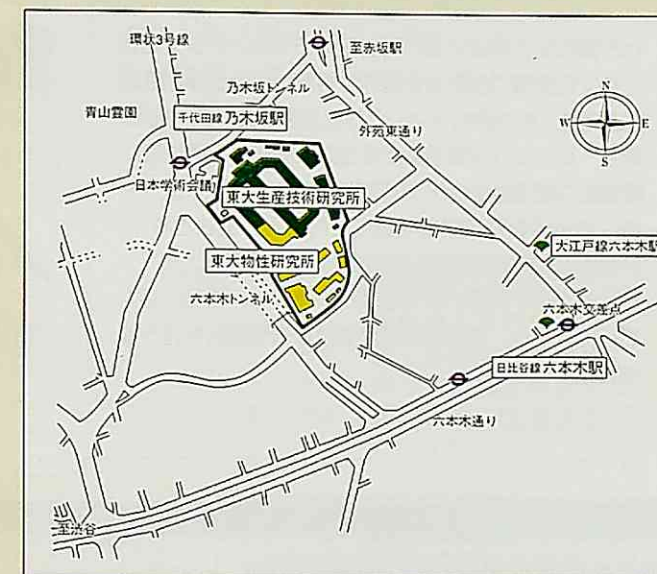 環状3号線
至赤坂駅
乃木坂トンネル
青山霊園
千代田線乃木坂駅
外苑東通り
N
W
E
S
日本学術会議
東大生産技術研究所
東大物性研究所
大江戸線六本木駅
六本木トンネル
六本木交差点
日比谷線六本木駅
六本木通り
至渋谷